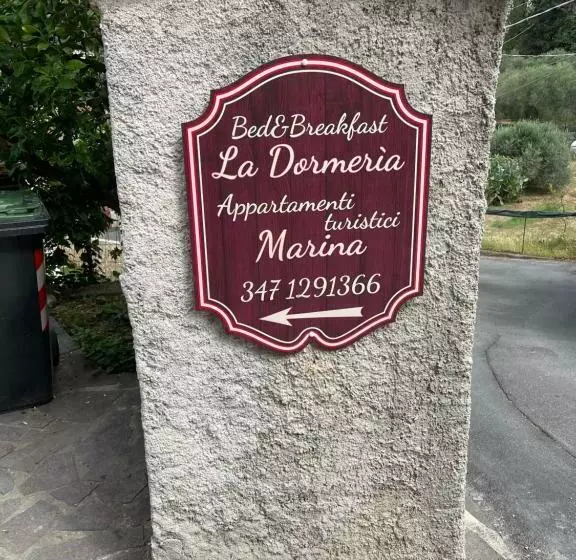 Bed&Breakfast
La Dormerìa
Appartamenti
turistici
Marina
347 1291366